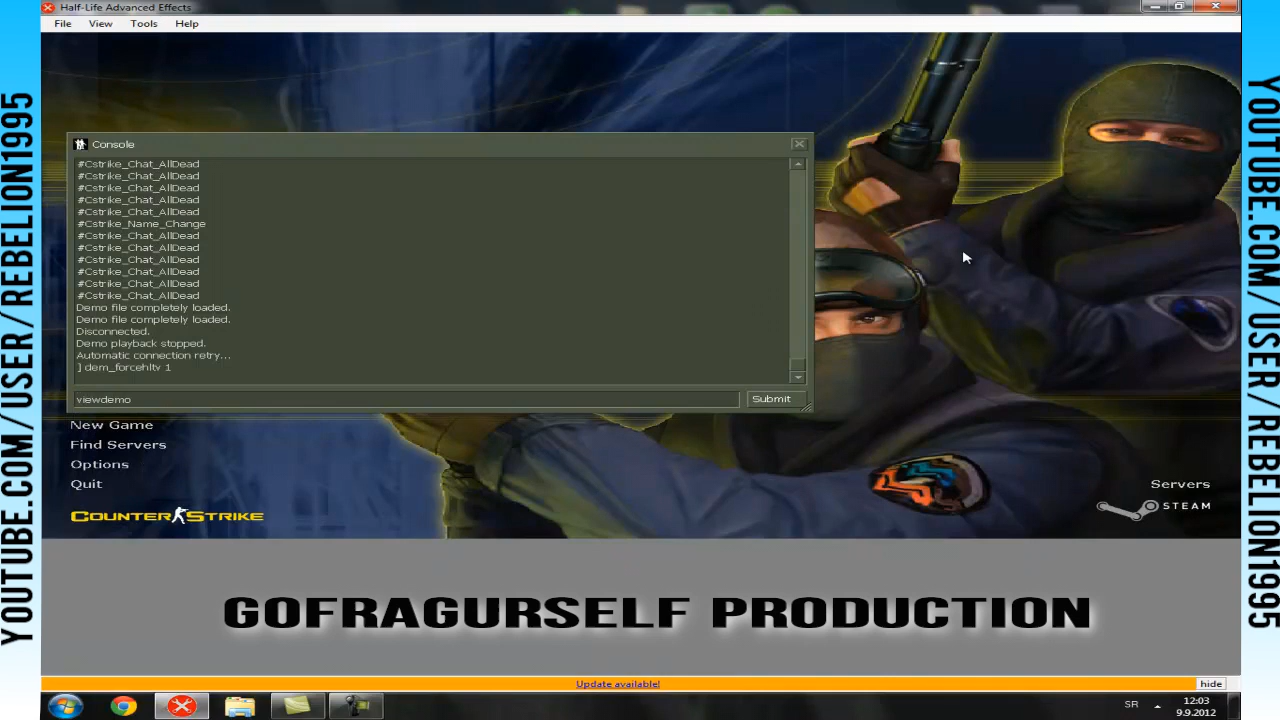 Half-Life Advanced Effects
File View Tools Help
Console
#Cstrike_Chat_AllDead
#Cstrike_Chat_AllDead
#Cstrike_Chat_AllDead
#Cstrike_Chat_AllDead
#Cstrike_Chat_AllDead
#Cstrike_Name_Change
#Cstrike_Chat_AllDead
#Cstrike_Chat_AllDead
#Cstrike_Chat_AllDead
#Cstrike_Chat_AllDead
#Cstrike_Chat_AllDead
#Cstrike_Chat_AllDead
Demo file completely loaded.
Demo file completely loaded.
Disconnected.
Demo playback stopped.
Automatic connection retry...
] dem_forcehltv 1
viewdemo
Submit
New Game
Find Servers
Options
Quit
COUNTER STRIKE
Servers
STEAM
GOFRAGURSELF PRODUCTION
Update available!
hide
SR
12:03
9.9.2012
YOUTUBE.COM/USER/REBELION1995
YOUTUBE.COM/USER/REBELION1995